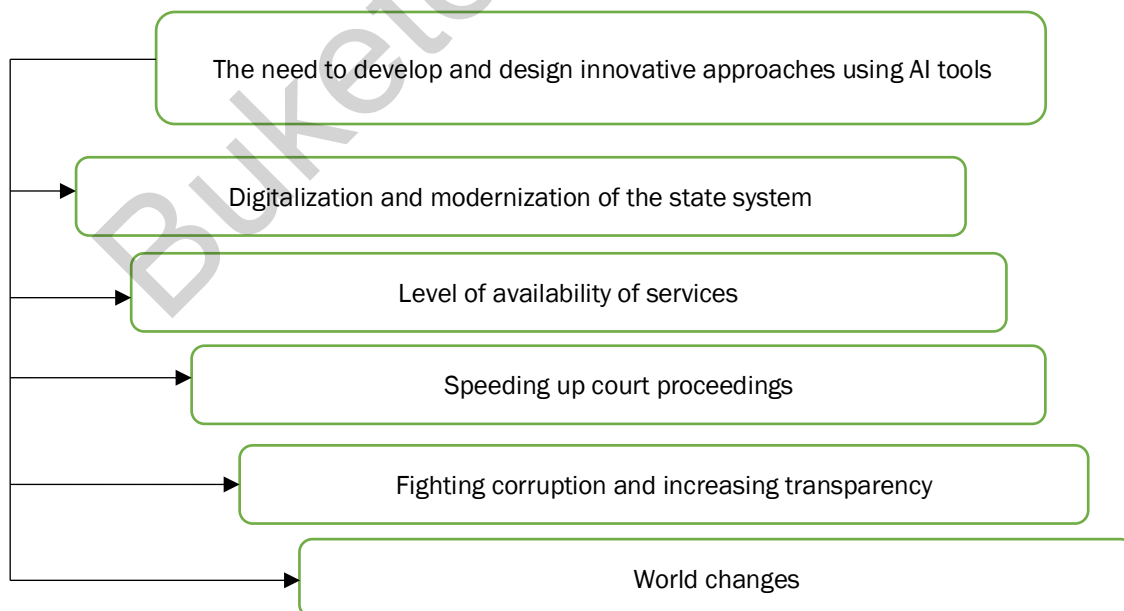 The need to develop and design innovative approaches using AI tools
Digitalization and modernization of the state system
Level of availability of services
Speeding up court proceedings
Fighting corruption and increasing transparency
World changes